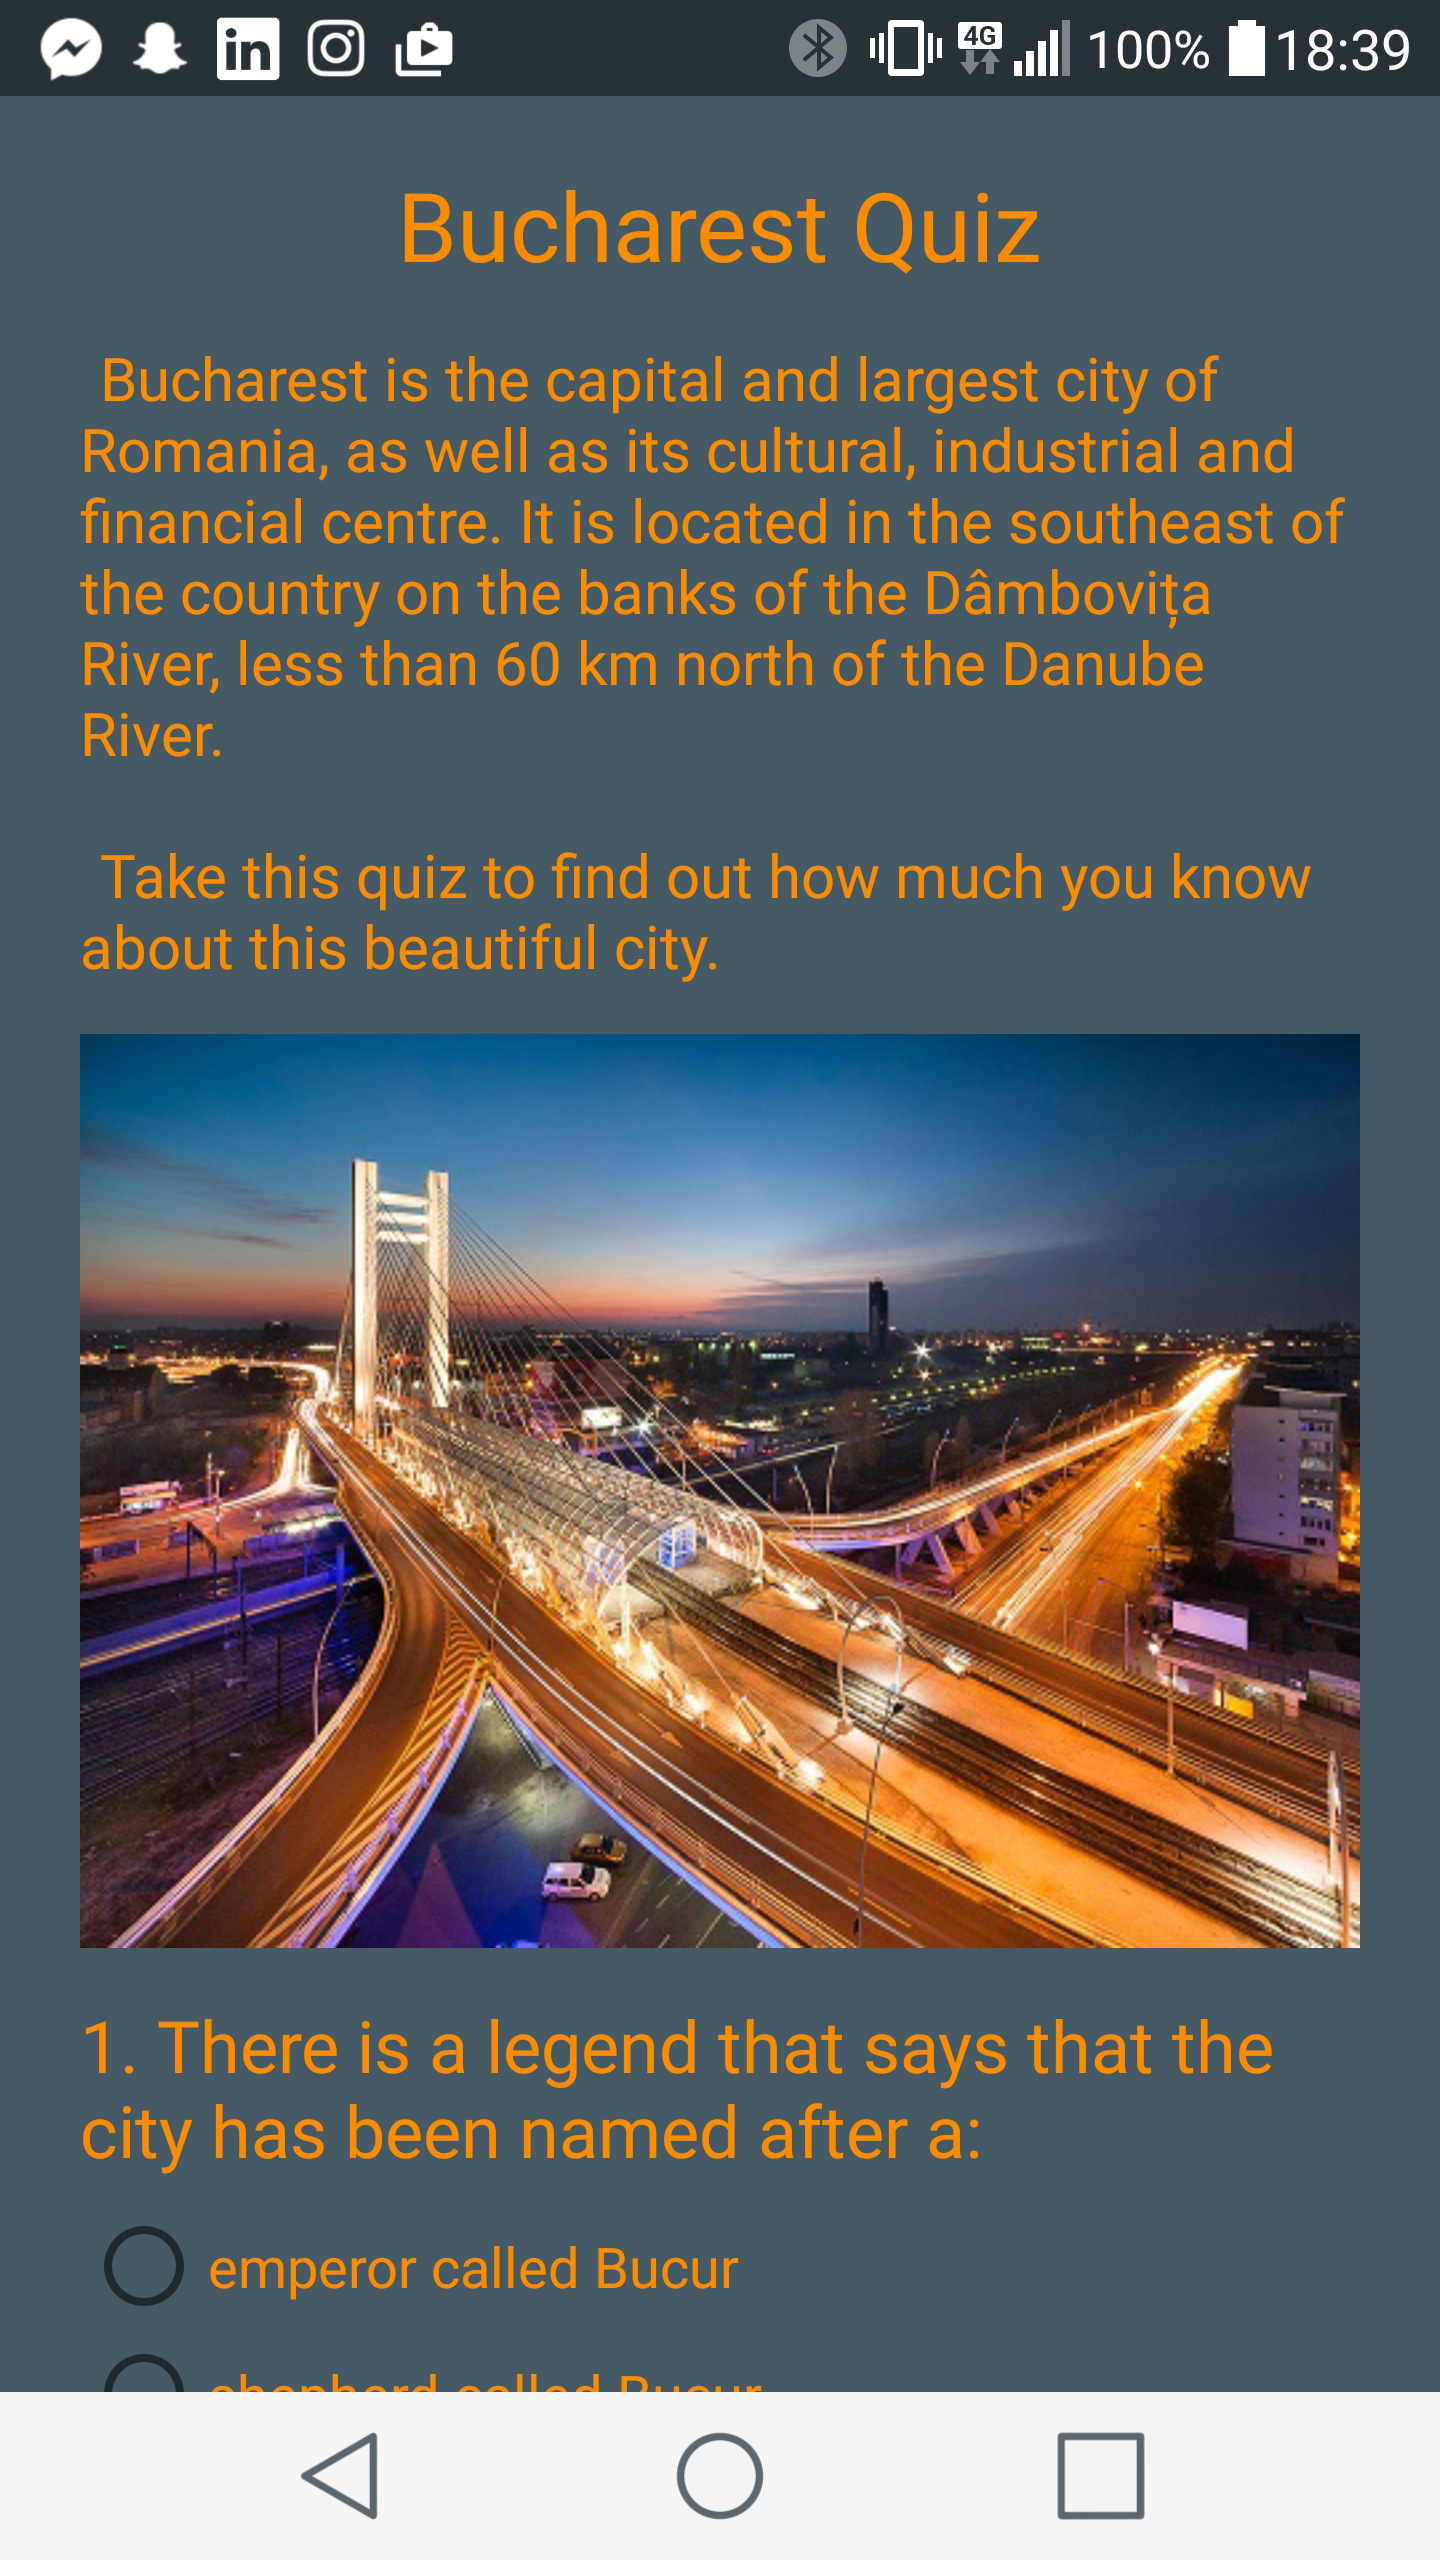 4G 100% 18:39
Bucharest Quiz
Bucharest is the capital and largest city of
Romania, as well as its cultural, industrial and
financial centre. It is located in the southeast of
the country on the banks of the Dâmbovița
River, less than 60 km north of the Danube
River.
Take this quiz to find out how much you know
about this beautiful city.
1. There is a legend that says that the
city has been named after a:
emperor called Bucur
shepherd called Bucur